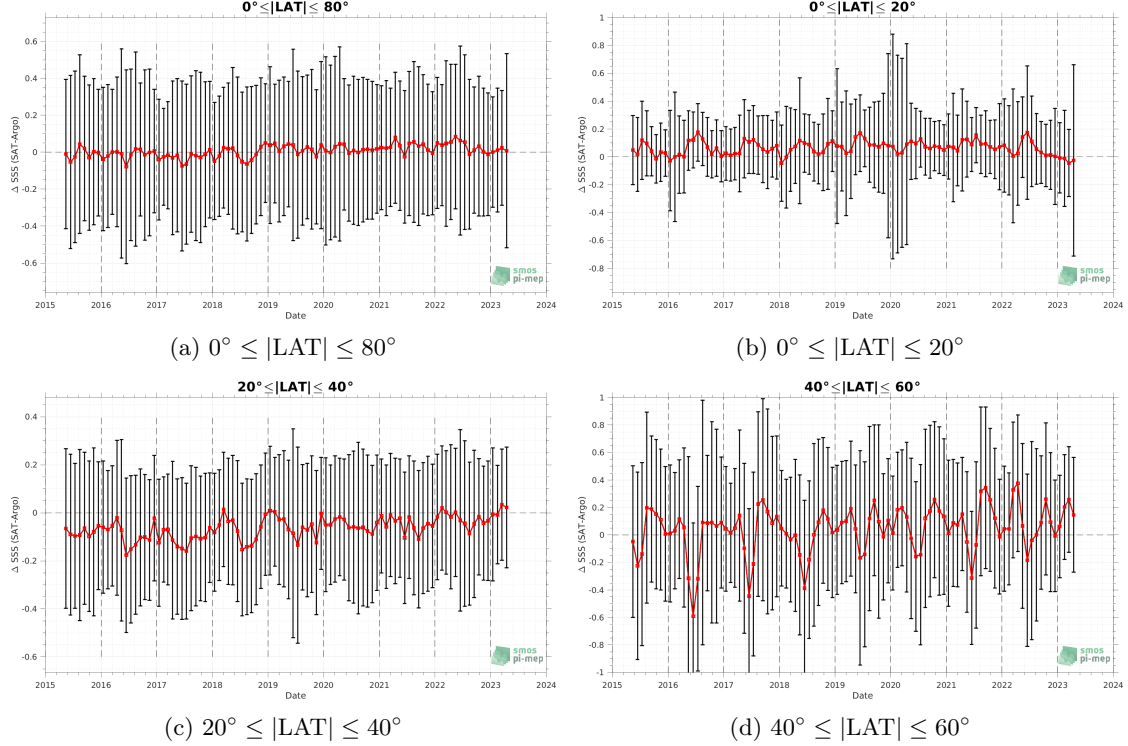 0°≤|LAT|≤ 80°
0.6
0.4
0.2
0
-0.2
-0.4
-0.6
Δ SSS (SAT-Argo)
smos
pi-mep
2015 2016 2017 2018 2019 2020 2021 2022 2023 2024
Date
(a) 0° ≤ |LAT| ≤ 80°
0°≤|LAT|≤ 20°
1
0.8
0.6
0.4
0.2
0
-0.2
-0.4
-0.6
-0.8
Δ SSS (SAT-Argo)
smos
pi-mep
2015 2016 2017 2018 2019 2020 2021 2022 2023 2024
Date
(b) 0° ≤ |LAT| ≤ 20°
20°≤|LAT|≤ 40°
0.4
0.2
0
-0.2
-0.4
-0.6
Δ SSS (SAT-Argo)
smos
pi-mep
2015 2016 2017 2018 2019 2020 2021 2022 2023 2024
Date
(c) 20° ≤ |LAT| ≤ 40°
40°≤|LAT|≤ 60°
1
0.8
0.6
0.4
0.2
0
-0.2
-0.4
-0.6
-0.8
-1
Δ SSS (SAT-Argo)
smos
pi-mep
2015 2016 2017 2018 2019 2020 2021 2022 2023 2024
Date
(d) 40° ≤ |LAT| ≤ 60°